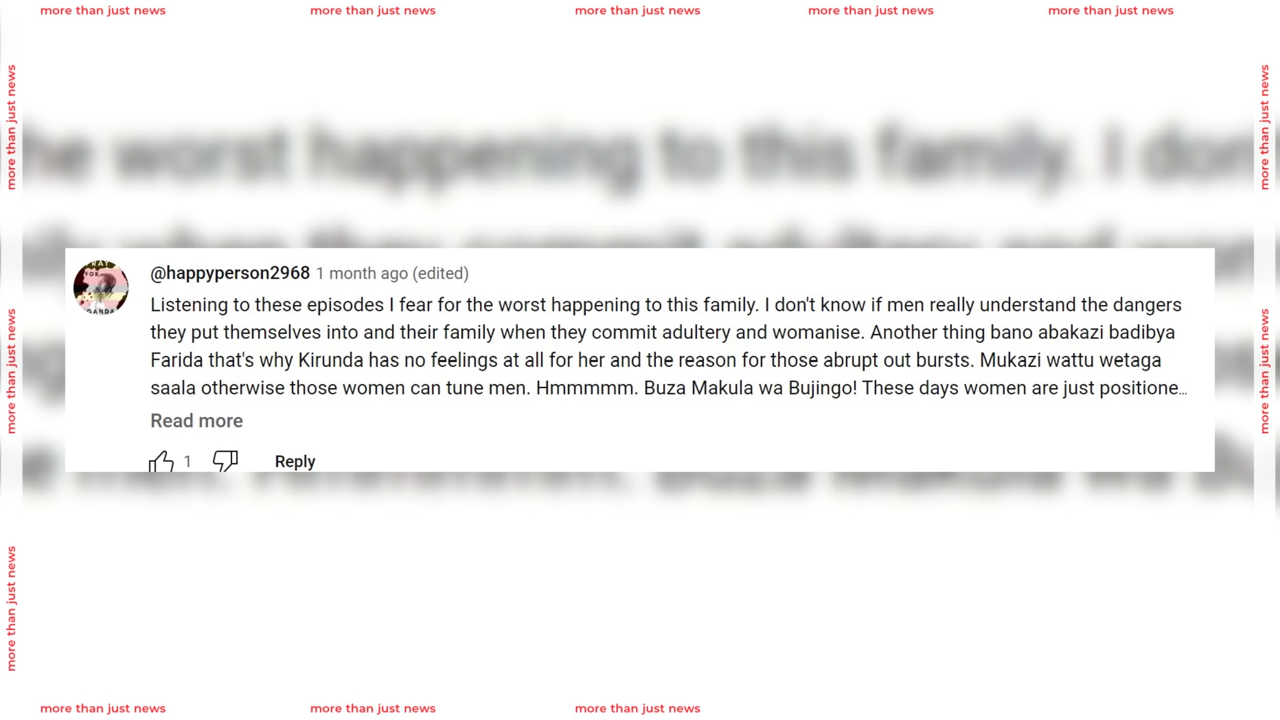 more than just news more than just news more than just news more than just news more than just news
more than just news
more than just news
he worst happening to this family. I don
@happyperson2968 1 month ago (edited)
Listening to these episodes I fear for the worst happening to this family. I don't know if men really understand the dangers
they put themselves into and their family when they commit adultery and womanise. Another thing bano abakazi badibya
Farida that's why Kirunda has no feelings at all for her and the reason for those abrupt out bursts. Mukazi wattu wetaga
saala otherwise those women can tune men. Hmmmmm. Buza Makula wa Bujingo! These days women are just positione…
Read more
1 Reply
more than just news
more than just news
more than just news
more than just news more than just news more than just news